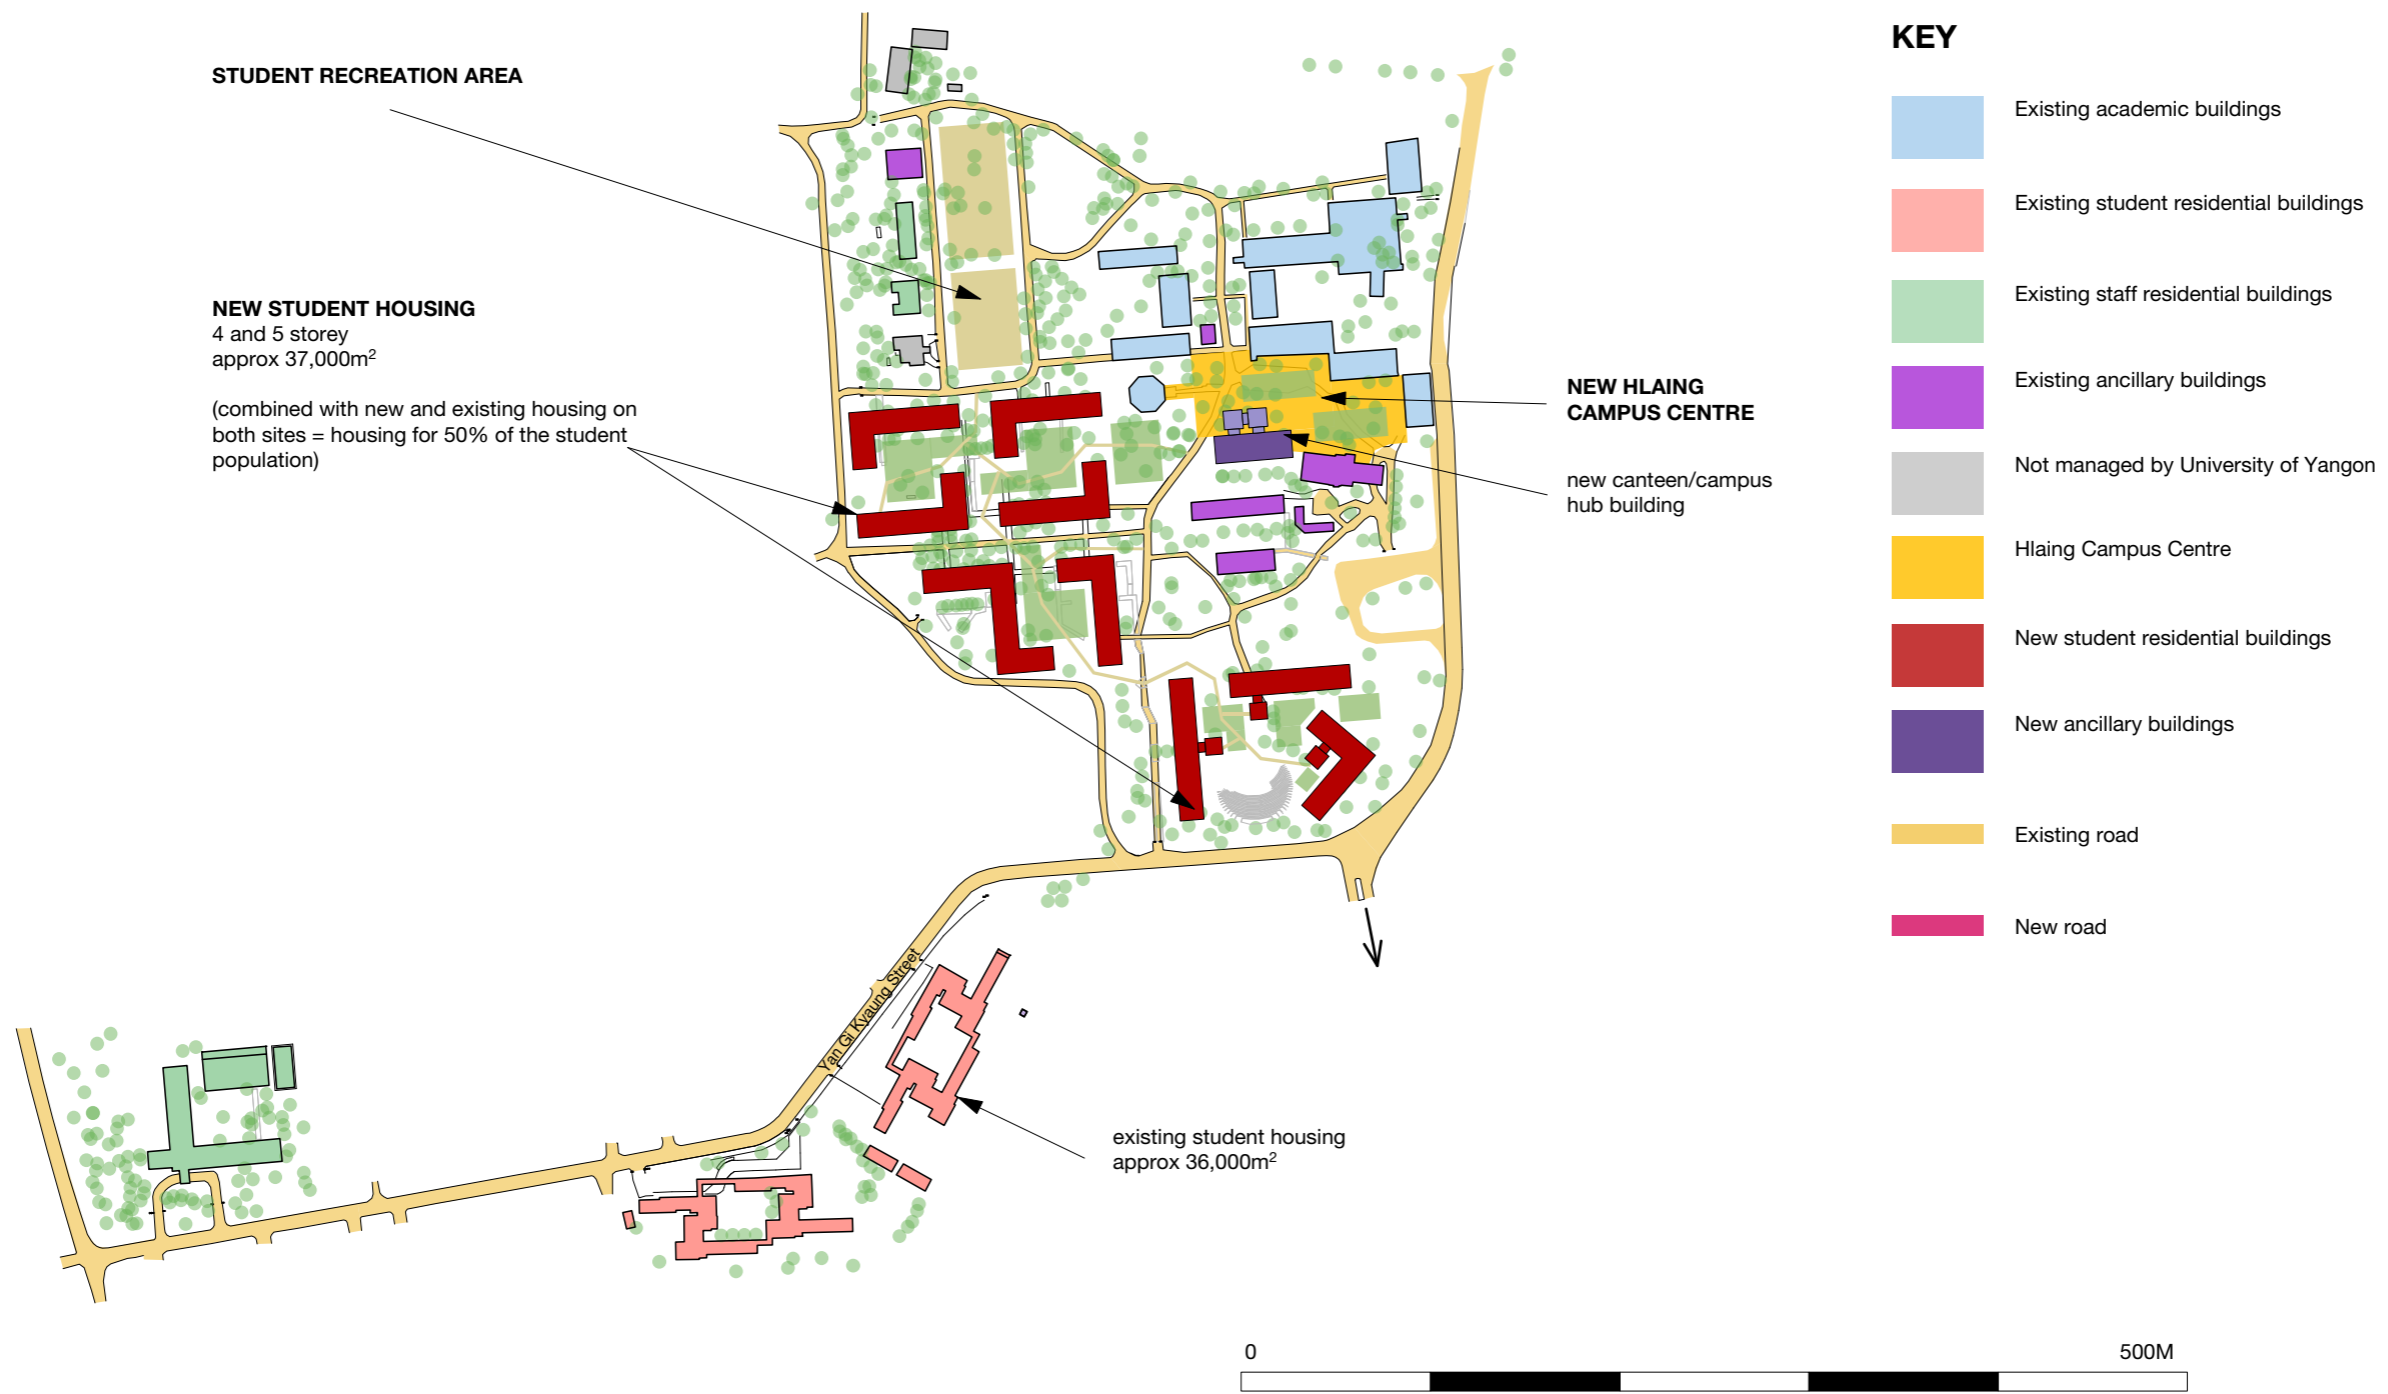 STUDENT RECREATION AREA
NEW STUDENT HOUSING
4 and 5 storey
approx 37,000m²
(combined with new and existing housing on
both sites = housing for 50% of the student
population)
NEW HLAING
CAMPUS CENTRE
new canteen/campus
hub building
Yan Gi Kyaung Street
existing student housing
approx 36,000m²
KEY
Existing academic buildings
Existing student residential buildings
Existing staff residential buildings
Existing ancillary buildings
Not managed by University of Yangon
Hlaing Campus Centre
New student residential buildings
New ancillary buildings
Existing road
New road
0 500M